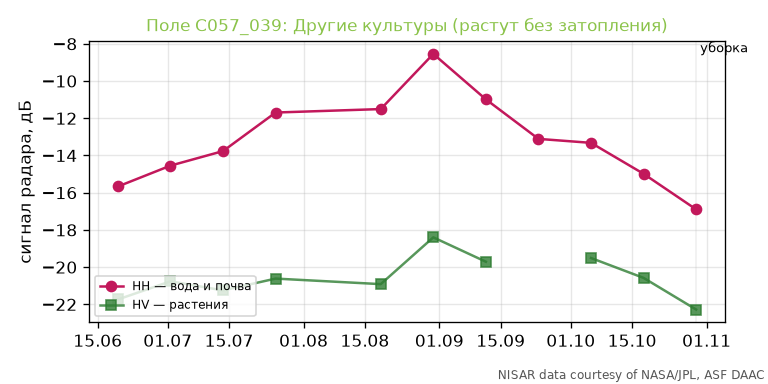 Поле C057_039: Другие культуры (растут без затопления)
уборка
сигнал радара, дБ
−8
−10
−12
−14
−16
−18
−20
−22
HH — вода и почва
HV — растения
15.06 01.07 15.07 01.08 15.08 01.09 15.09 01.10 15.10 01.11
NISAR data courtesy of NASA/JPL, ASF DAAC